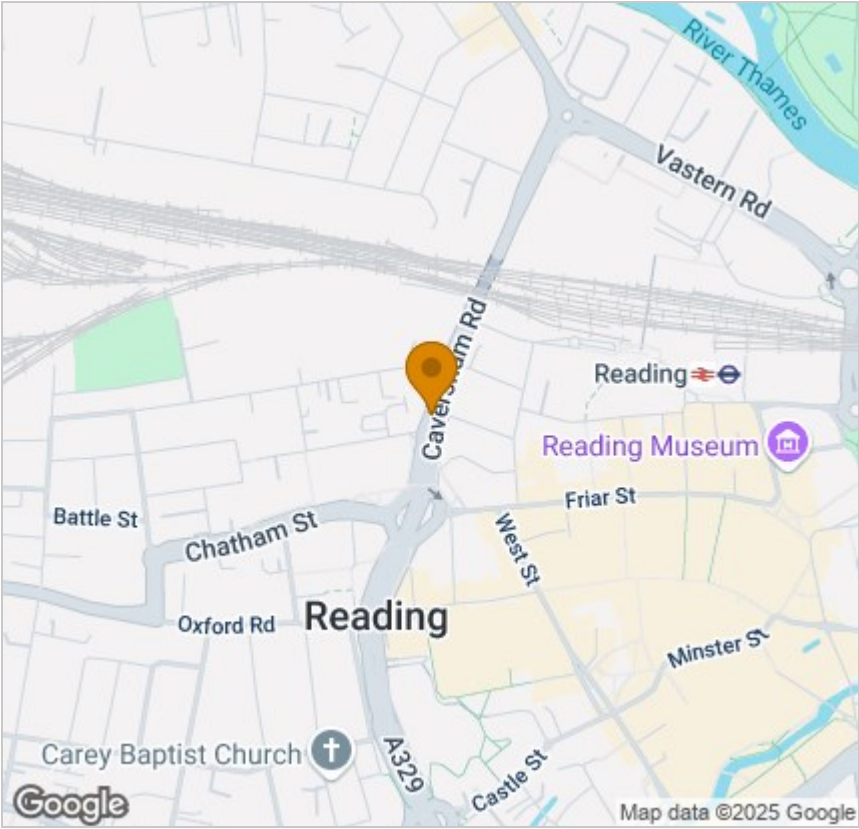 River Thames
Vastern Rd
Caversham Rd
Reading
Reading Museum
Battle St
Friar St
Chatham St
West St
Oxford Rd
Reading
Minster St
Carey Baptist Church
A329
Castle St
Google
Map data ©2025 Google